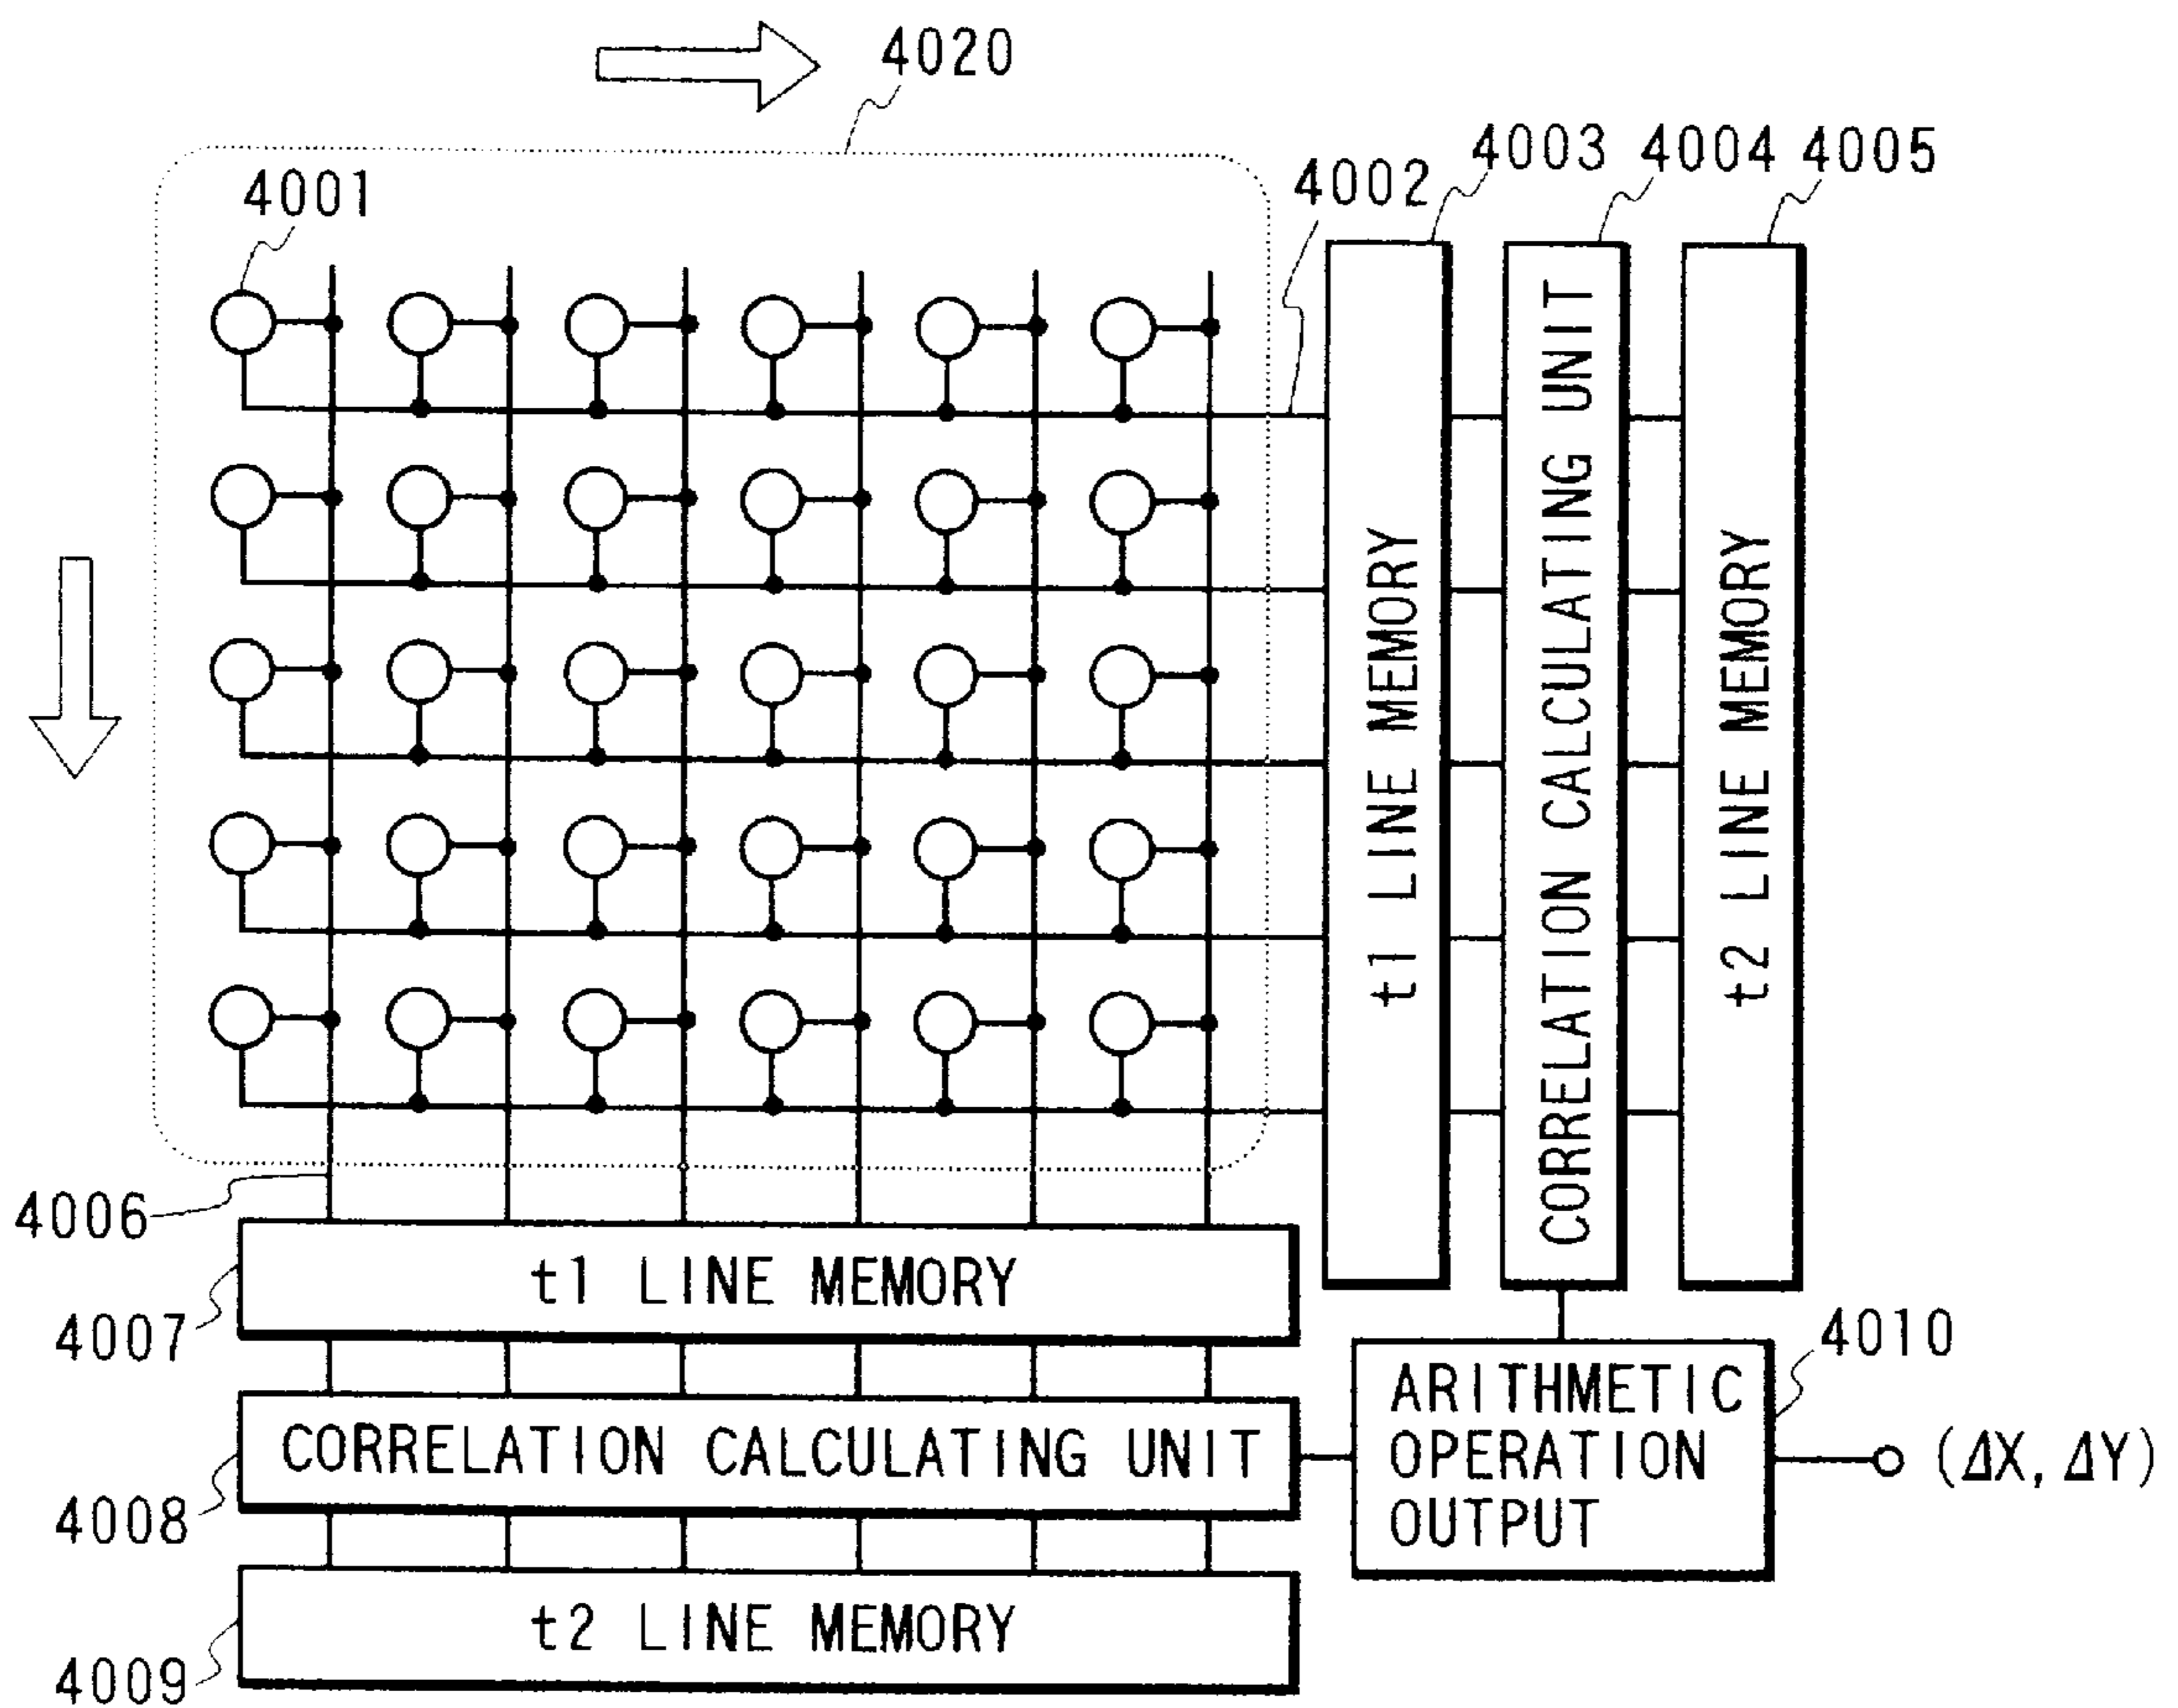 4020
4003 4004 4005
4002
4001
t1 LINE MEMORY
CORRELATION CALCULATING UNIT
t2 LINE MEMORY
4006
t1 LINE MEMORY
4007
4010
ARITHMETIC
OPERATION
OUTPUT
(ΔX, ΔY)
CORRELATION CALCULATING UNIT
4008
t2 LINE MEMORY
4009